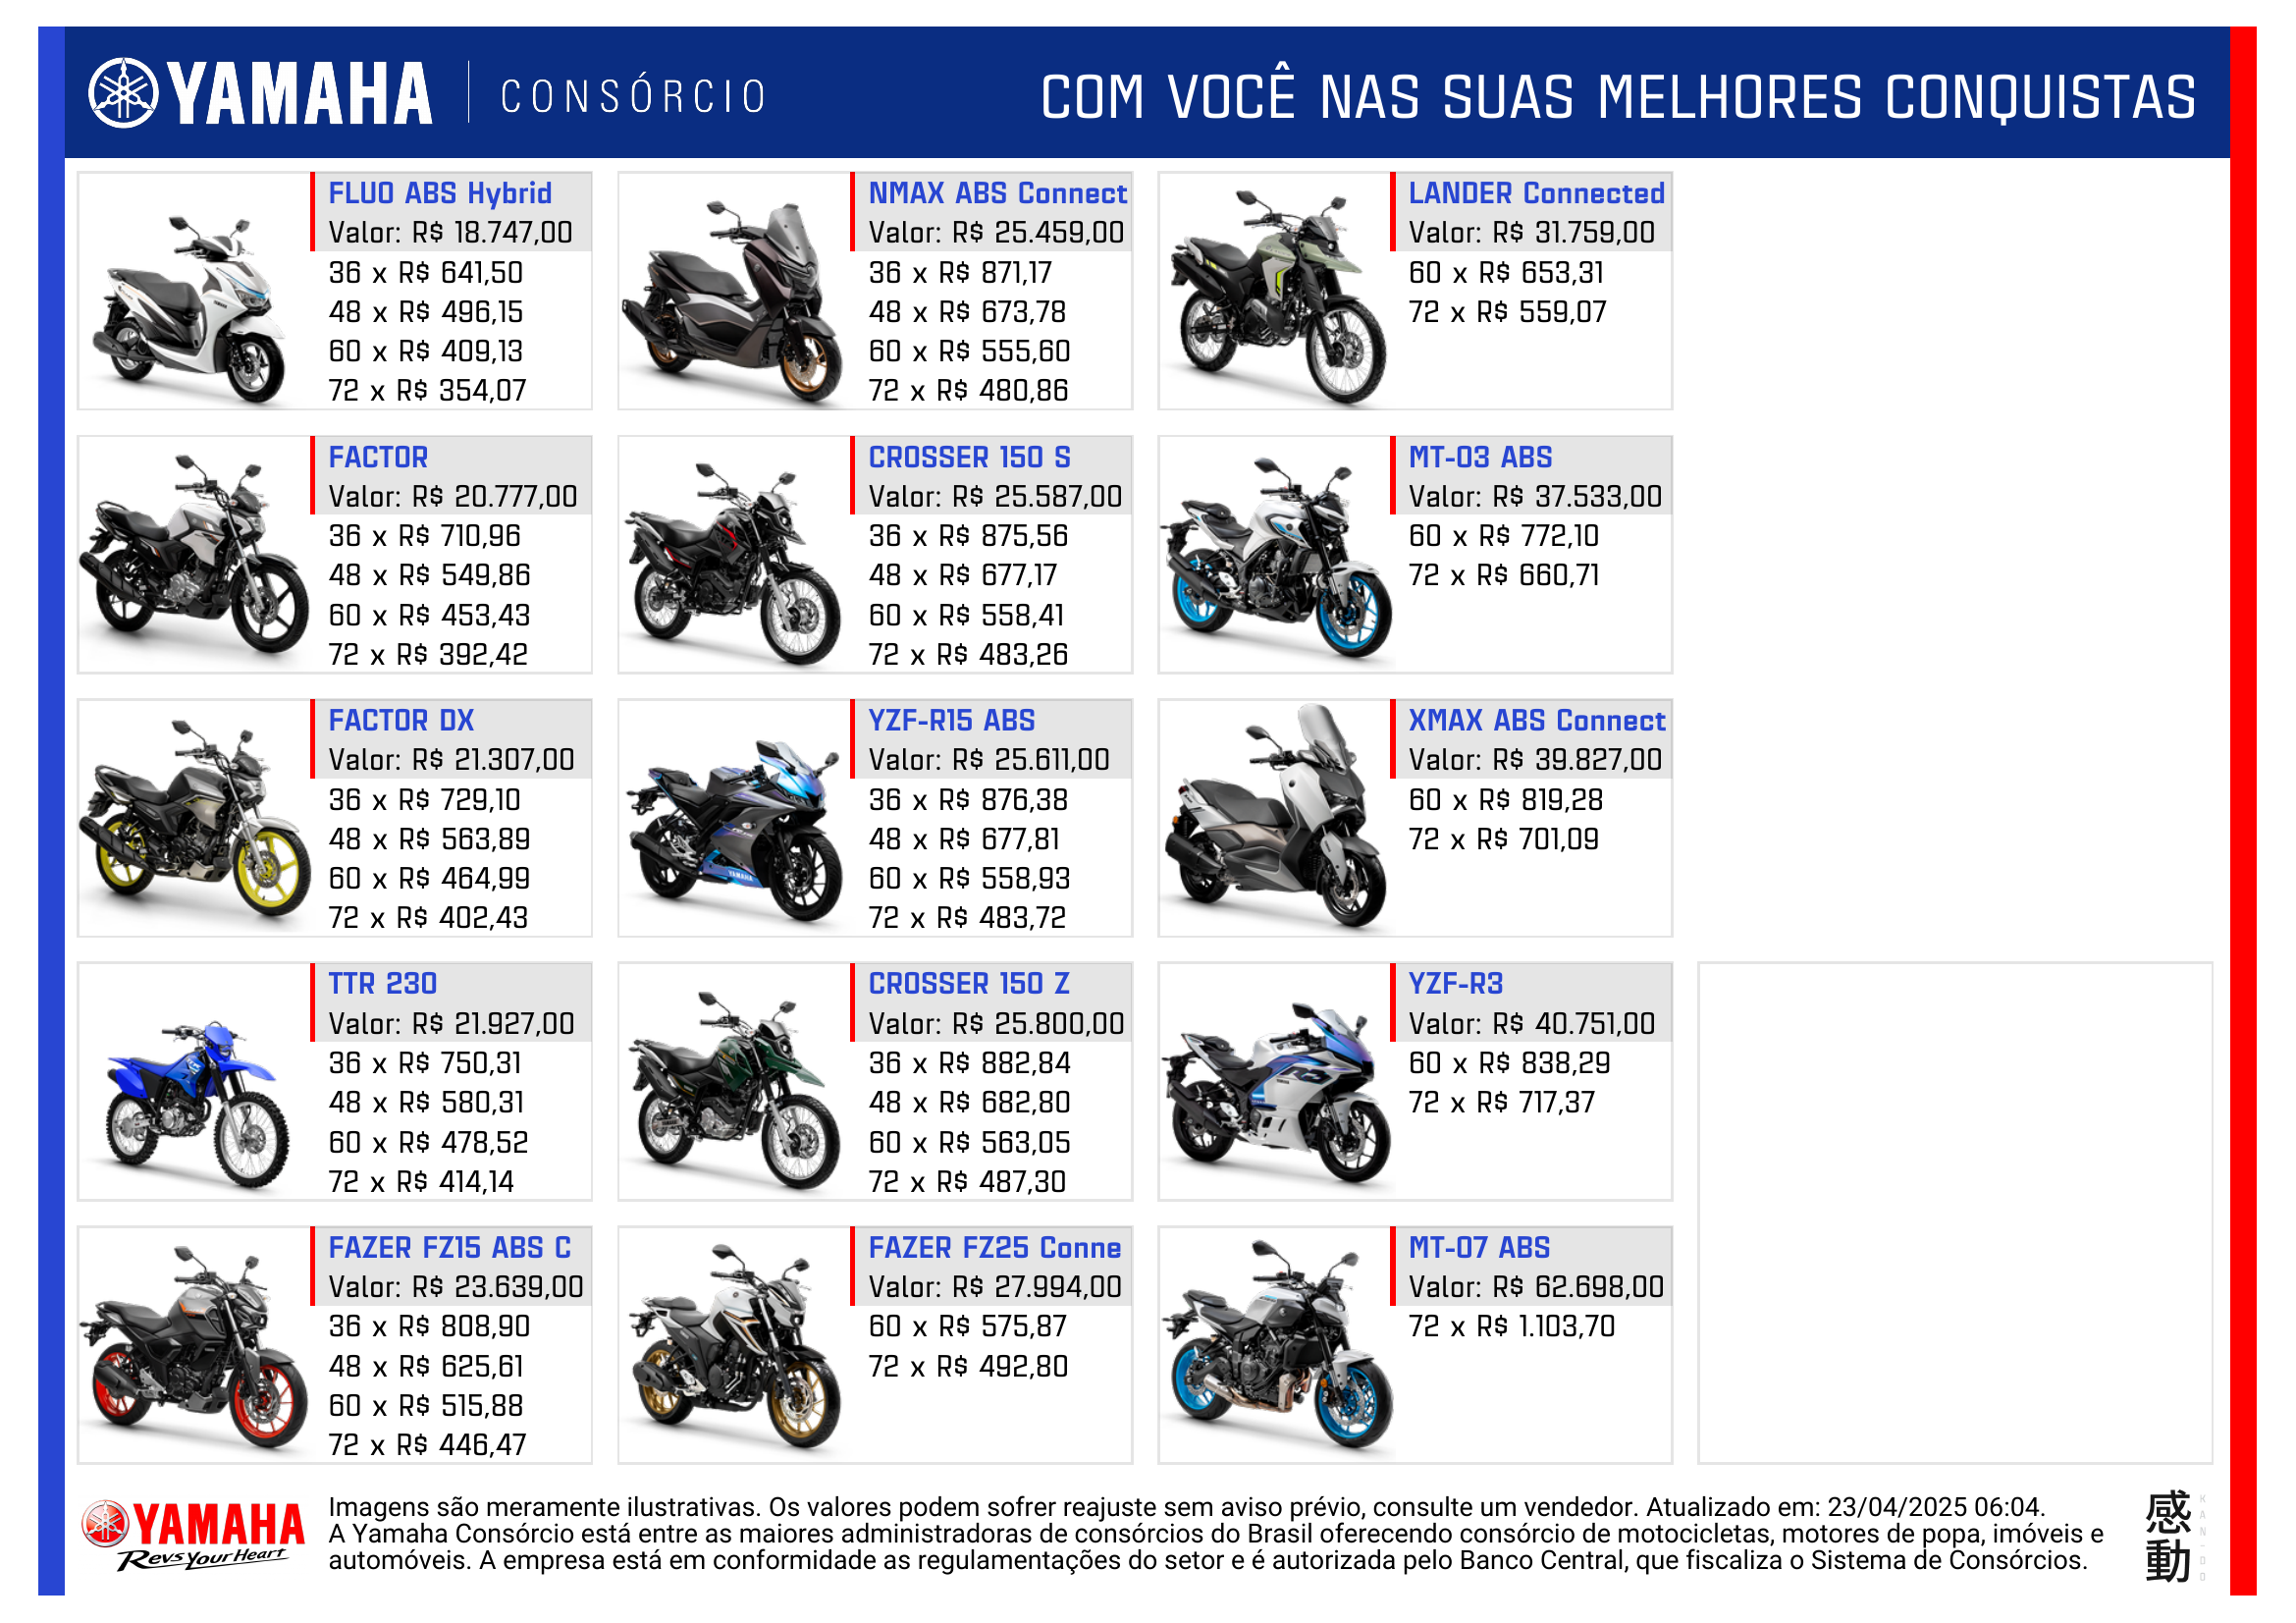 YAMAHA CONSÓRCIO
COM VOCÊ NAS SUAS MELHORES CONQUISTAS
FLUO ABS Hybrid
Valor: R$ 18.747,00
36 x R$ 641,50
48 x R$ 496,15
60 x R$ 409,13
72 x R$ 354,07
NMAX ABS Connect
Valor: R$ 25.459,00
36 x R$ 871,17
48 x R$ 673,78
60 x R$ 555,60
72 x R$ 480,86
LANDER Connected
Valor: R$ 31.759,00
60 x R$ 653,31
72 x R$ 559,07
FACTOR
Valor: R$ 20.777,00
36 x R$ 710,96
48 x R$ 549,86
60 x R$ 453,43
72 x R$ 392,42
CROSSER 150 S
Valor: R$ 25.587,00
36 x R$ 875,56
48 x R$ 677,17
60 x R$ 558,41
72 x R$ 483,26
MT-03 ABS
Valor: R$ 37.533,00
60 x R$ 772,10
72 x R$ 660,71
FACTOR DX
Valor: R$ 21.307,00
36 x R$ 729,10
48 x R$ 563,89
60 x R$ 464,99
72 x R$ 402,43
YZF-R15 ABS
Valor: R$ 25.611,00
36 x R$ 876,38
48 x R$ 677,81
60 x R$ 558,93
72 x R$ 483,72
YAMAHA
XMAX ABS Connect
Valor: R$ 39.827,00
60 x R$ 819,28
72 x R$ 701,09
TTR 230
Valor: R$ 21.927,00
36 x R$ 750,31
48 x R$ 580,31
60 x R$ 478,52
72 x R$ 414,14
CROSSER 150 Z
Valor: R$ 25.800,00
36 x R$ 882,84
48 x R$ 682,80
60 x R$ 563,05
72 x R$ 487,30
YZF-R3
Valor: R$ 40.751,00
60 x R$ 838,29
72 x R$ 717,37
FAZER FZ15 ABS C
Valor: R$ 23.639,00
36 x R$ 808,90
48 x R$ 625,61
60 x R$ 515,88
72 x R$ 446,47
FAZER FZ25 Conne
Valor: R$ 27.994,00
60 x R$ 575,87
72 x R$ 492,80
MT-07 ABS
Valor: R$ 62.698,00
72 x R$ 1.103,70
YAMAHA
Revs Your Heart
Imagens são meramente ilustrativas. Os valores podem sofrer reajuste sem aviso prévio, consulte um vendedor. Atualizado em: 23/04/2025 06:04.
A Yamaha Consórcio está entre as maiores administradoras de consórcios do Brasil oferecendo consórcio de motocicletas, motores de popa, imóveis e
automóveis. A empresa está em conformidade as regulamentações do setor e é autorizada pelo Banco Central, que fiscaliza o Sistema de Consórcios.
感動
KAN-DO